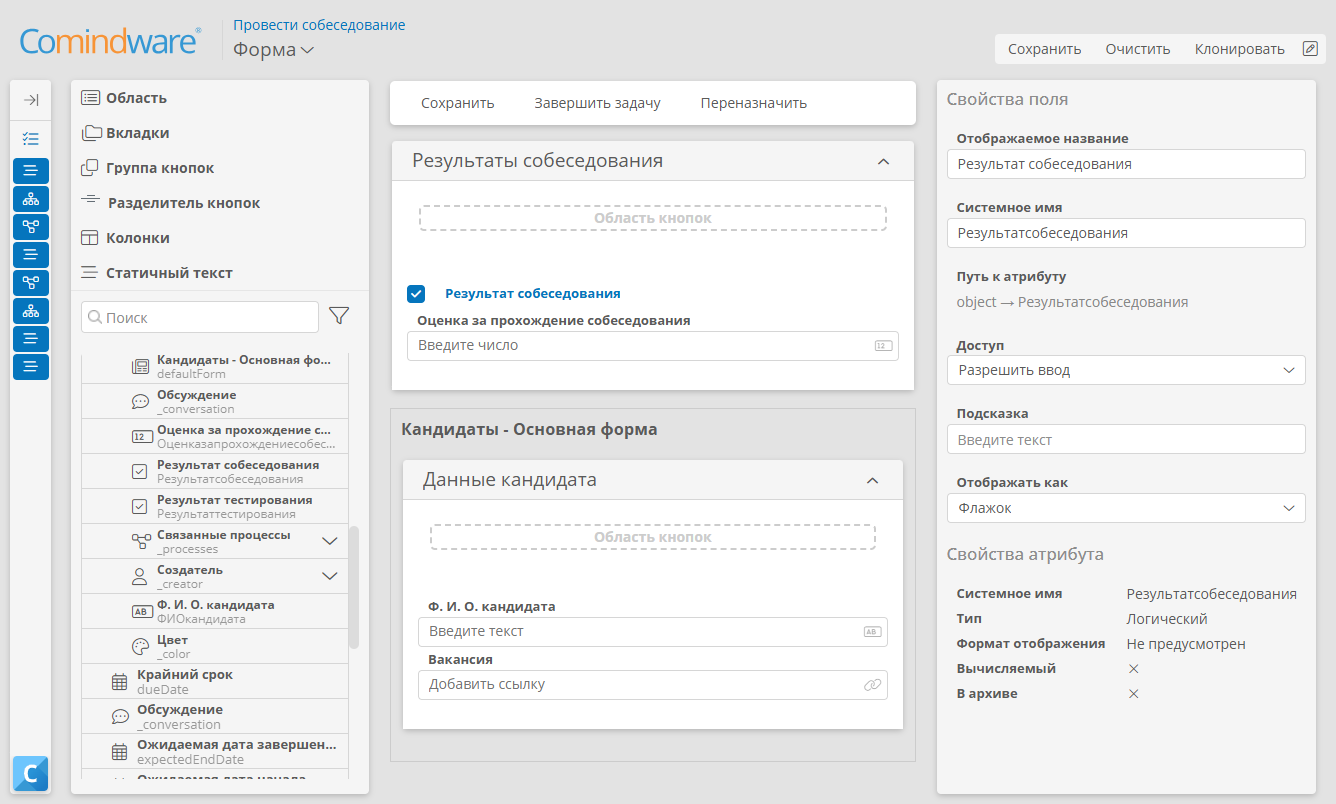 Comindware®
Провести собеседование
Форма
Сохранить Очистить Клонировать
Область
Вкладки
Группа кнопок
Разделитель кнопок
Колонки
Статичный текст
Поиск
Кандидаты - Основная фо...
defaultForm
Обсуждение
_conversation
Оценка за прохождение с...
Оценказапрохождениесобес...
Результат собеседования
Результатсобеседования
Результат тестирования
Результаттестирования
Связанные процессы
_processes
Создатель
_creator
Ф. И. О. кандидата
ФИОкандидата
Цвет
_color
Крайний срок
dueDate
Обсуждение
_conversation
Ожидаемая дата завершен...
expectedEndDate
Ожидаемая дата начала
C
Сохранить Завершить задачу Переназначить
Результаты собеседования
Область кнопок
Результат собеседования
Оценка за прохождение собеседования
Введите число
Кандидаты - Основная форма
Данные кандидата
Область кнопок
Ф. И. О. кандидата
Введите текст
Вакансия
Добавить ссылку
Свойства поля
Отображаемое название
Результат собеседования
Системное имя
Результатсобеседования
Путь к атрибуту
object → Результатсобеседования
Доступ
Разрешить ввод
Подсказка
Введите текст
Отображать как
Флажок
Свойства атрибута
Системное имя Результатсобеседования
Тип Логический
Формат отображения Не предусмотрен
Вычисляемый
В архиве